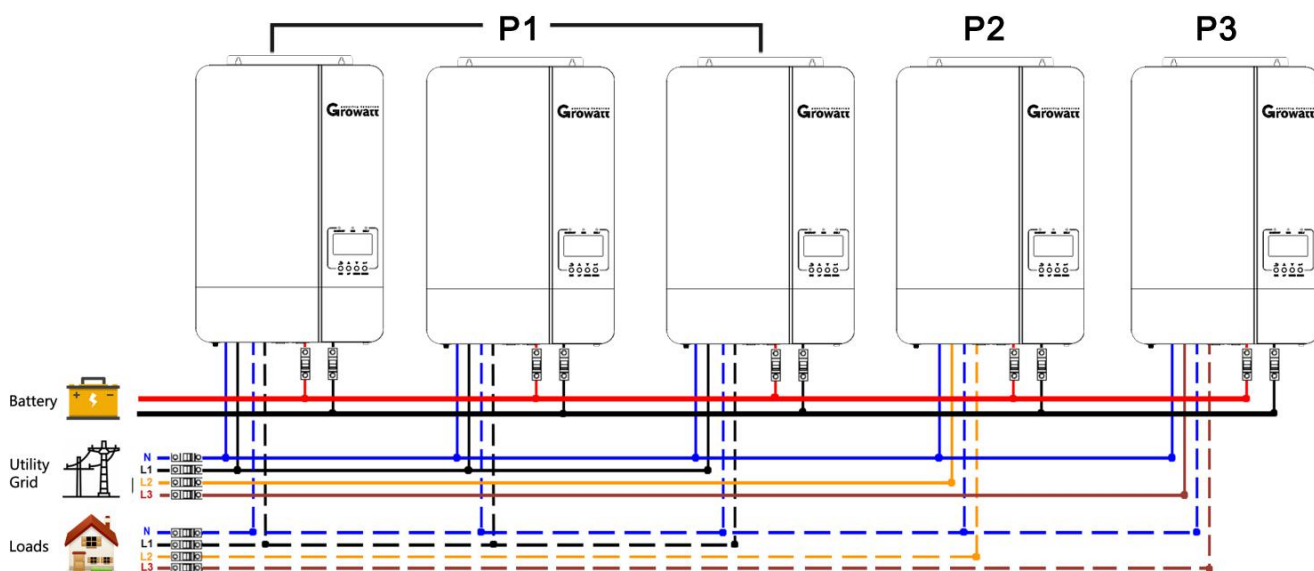 P1 P2 P3
Growatt Growatt Growatt Growatt Growatt
Battery
+ −
Utility
Grid
N
L1
L2
L3
Loads
N
L1
L2
L3